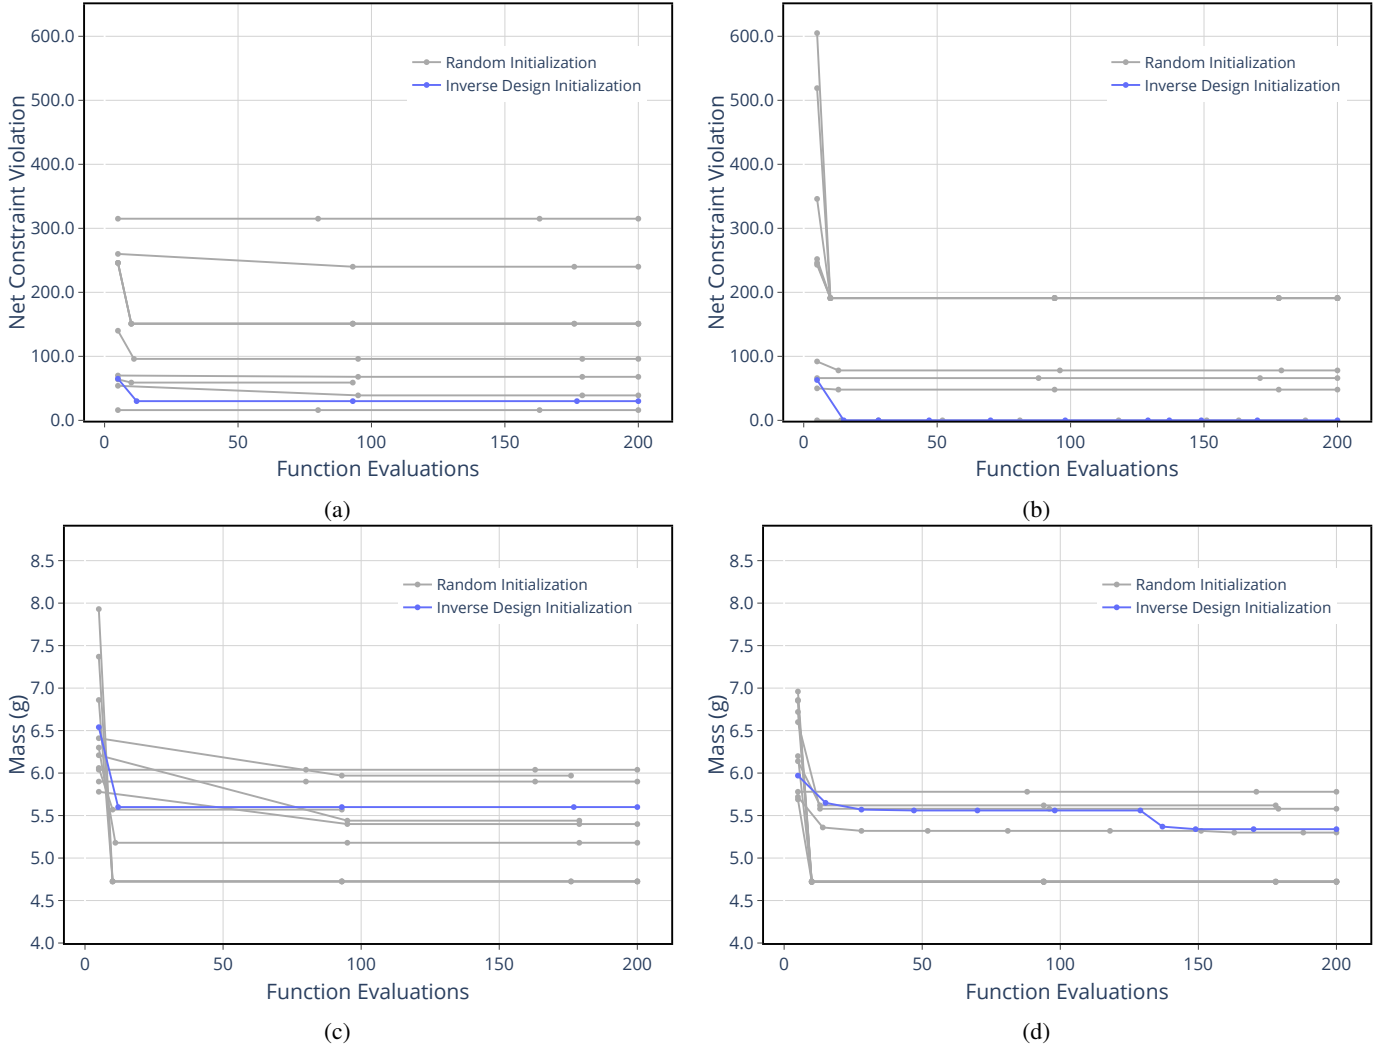 600.0
500.0
400.0
300.0
200.0
100.0
0.0
Net Constraint Violation
Random Initialization
Inverse Design Initialization
0 50 100 150 200
Function Evaluations
(a)
600.0
500.0
400.0
300.0
200.0
100.0
0.0
Net Constraint Violation
Random Initialization
Inverse Design Initialization
0 50 100 150 200
Function Evaluations
(b)
8.5
8.0
7.5
7.0
6.5
6.0
5.5
5.0
4.5
4.0
Mass (g)
Random Initialization
Inverse Design Initialization
0 50 100 150 200
Function Evaluations
(c)
8.5
8.0
7.5
7.0
6.5
6.0
5.5
5.0
4.5
4.0
Mass (g)
Random Initialization
Inverse Design Initialization
0 50 100 150 200
Function Evaluations
(d)